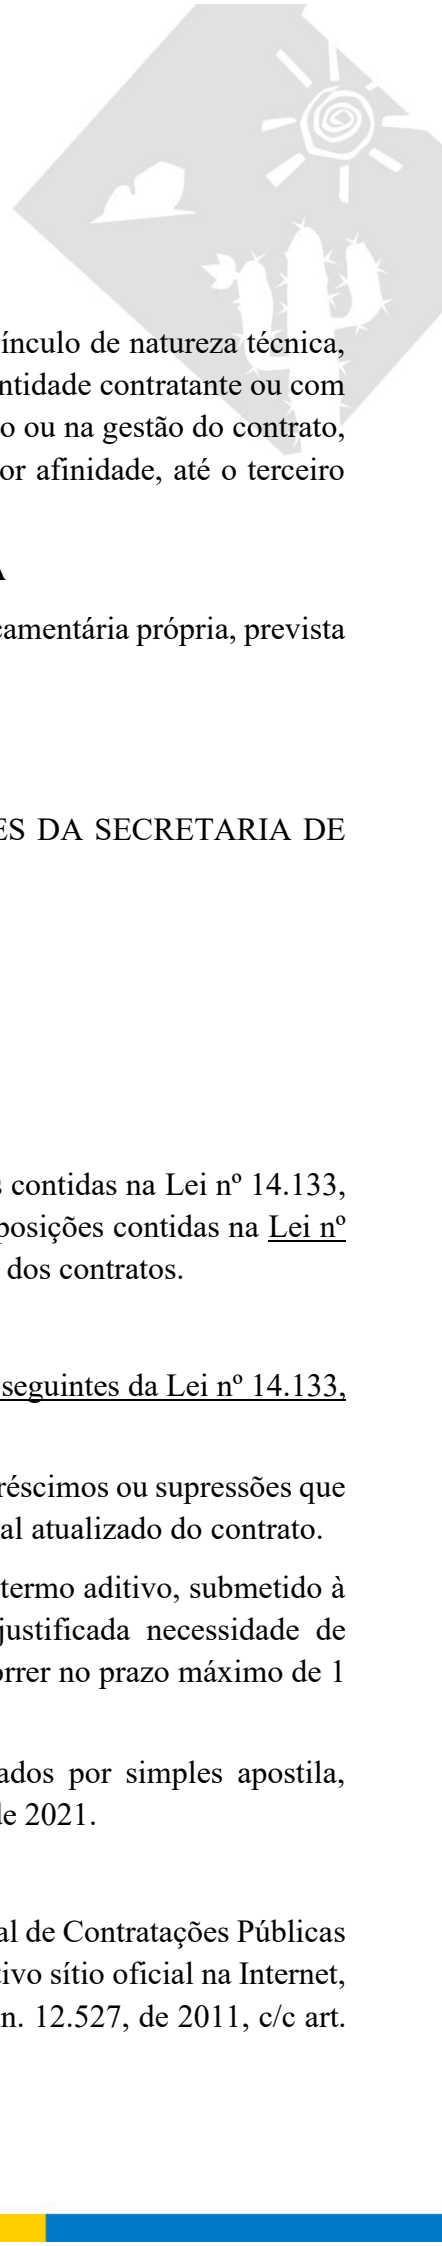 ínculo de natureza técnica,
ntidade contratante ou com
o ou na gestão do contrato,
or afinidade, até o terceiro
A
amentária própria, prevista
ES DA SECRETARIA DE
contidas na Lei nº 14.133,
posições contidas na Lei nº
dos contratos.
seguintes da Lei nº 14.133,
réscimos ou supressões que
al atualizado do contrato.
termo aditivo, submetido à
justificada necessidade de
orrer no prazo máximo de 1
ados por simples apostila,
de 2021.
al de Contratações Públicas
tivo sítio oficial na Internet,
n. 12.527, de 2011, c/c art.